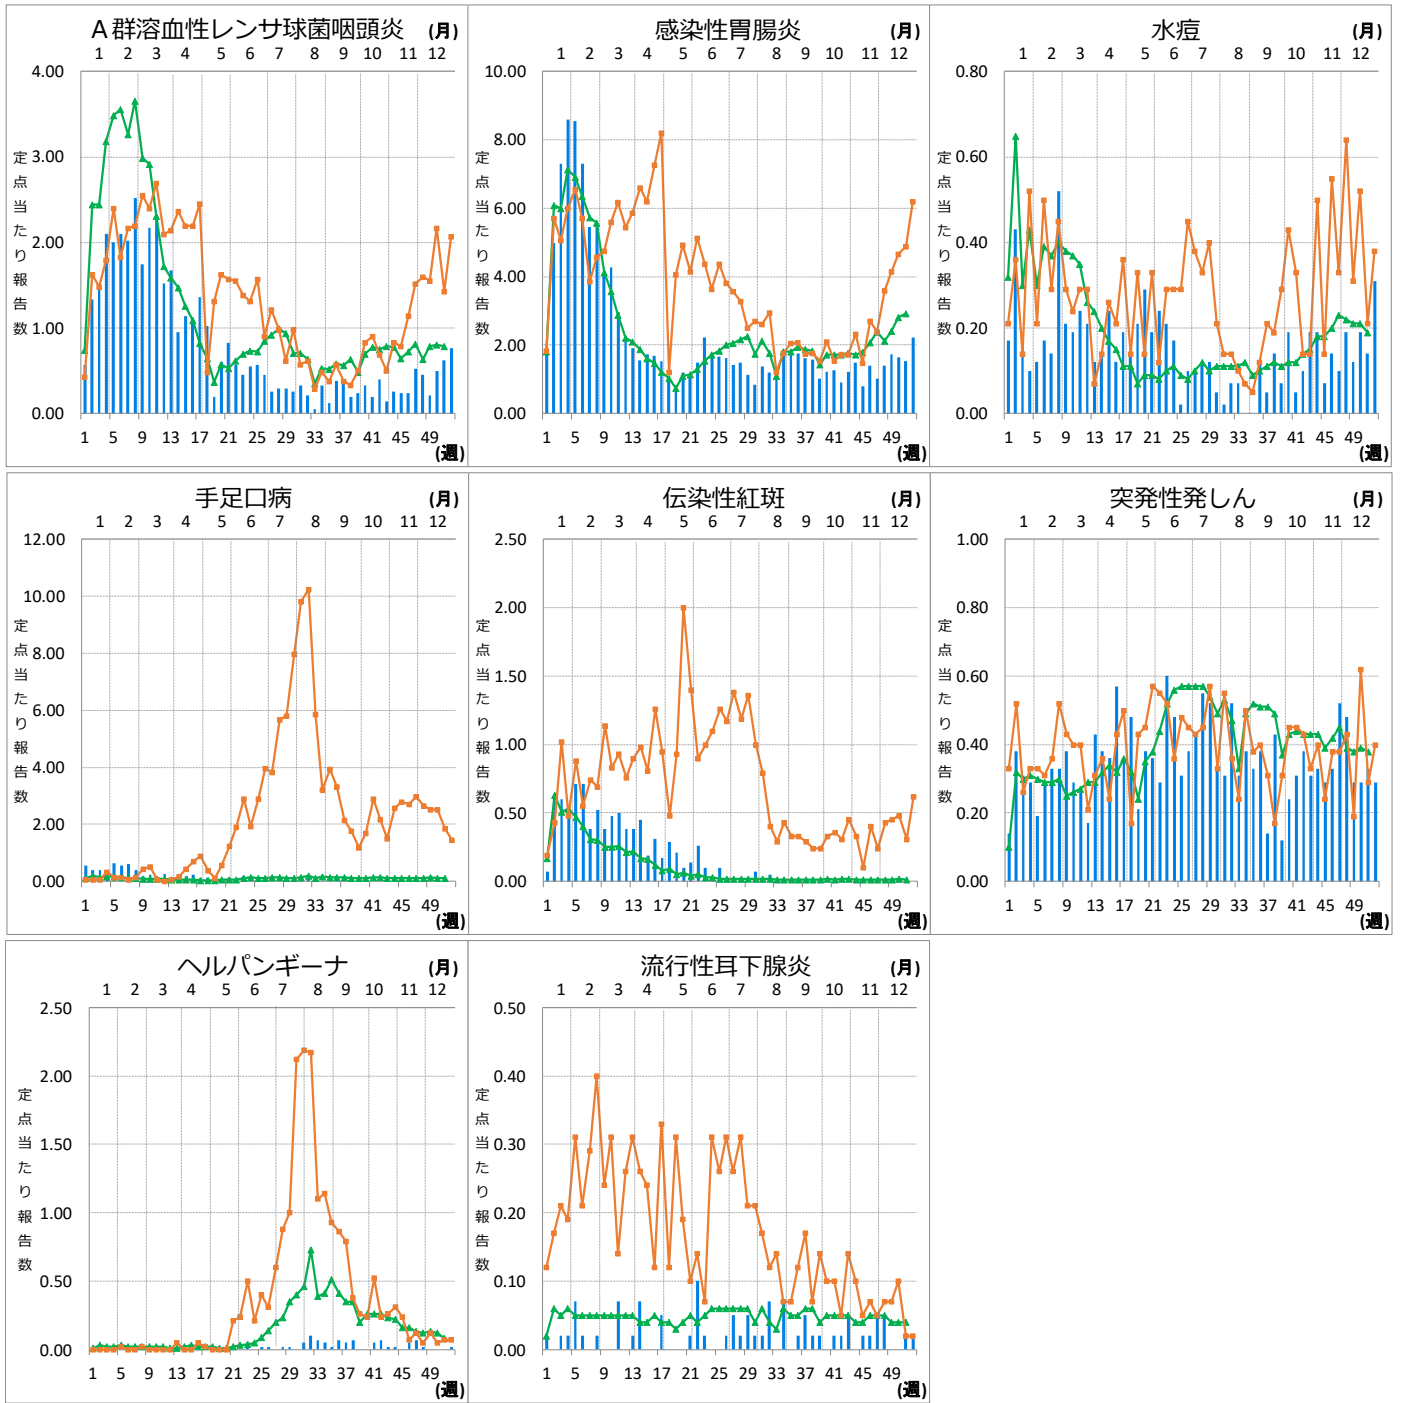 A群溶血性レンサ球菌咽頭炎 (月)
1 2 3 4 5 6 7 8 9 10 11 12
4.00
3.00
2.00
1.00
0.00
定点当たり報告数
1 5 9 13 17 21 25 29 33 37 41 45 49
(週)
感染性胃腸炎 (月)
1 2 3 4 5 6 7 8 9 10 11 12
10.00
8.00
6.00
4.00
2.00
0.00
定点当たり報告数
1 5 9 13 17 21 25 29 33 37 41 45 49
(週)
水痘 (月)
1 2 3 4 5 6 7 8 9 10 11 12
0.80
0.60
0.40
0.20
0.00
定点当たり報告数
1 5 9 13 17 21 25 29 33 37 41 45 49
(週)
手足口病 (月)
1 2 3 4 5 6 7 8 9 10 11 12
12.00
10.00
8.00
6.00
4.00
2.00
0.00
定点当たり報告数
1 5 9 13 17 21 25 29 33 37 41 45 49
(週)
伝染性紅斑 (月)
1 2 3 4 5 6 7 8 9 10 11 12
2.50
2.00
1.50
1.00
0.50
0.00
定点当たり報告数
1 5 9 13 17 21 25 29 33 37 41 45 49
(週)
突発性発しん (月)
1 2 3 4 5 6 7 8 9 10 11 12
1.00
0.80
0.60
0.40
0.20
0.00
定点当たり報告数
1 5 9 13 17 21 25 29 33 37 41 45 49
(週)
ヘルパンギーナ (月)
1 2 3 4 5 6 7 8 9 10 11 12
2.50
2.00
1.50
1.00
0.50
0.00
定点当たり報告数
1 5 9 13 17 21 25 29 33 37 41 45 49
(週)
流行性耳下腺炎 (月)
1 2 3 4 5 6 7 8 9 10 11 12
0.50
0.40
0.30
0.20
0.10
0.00
定点当たり報告数
1 5 9 13 17 21 25 29 33 37 41 45 49
(週)